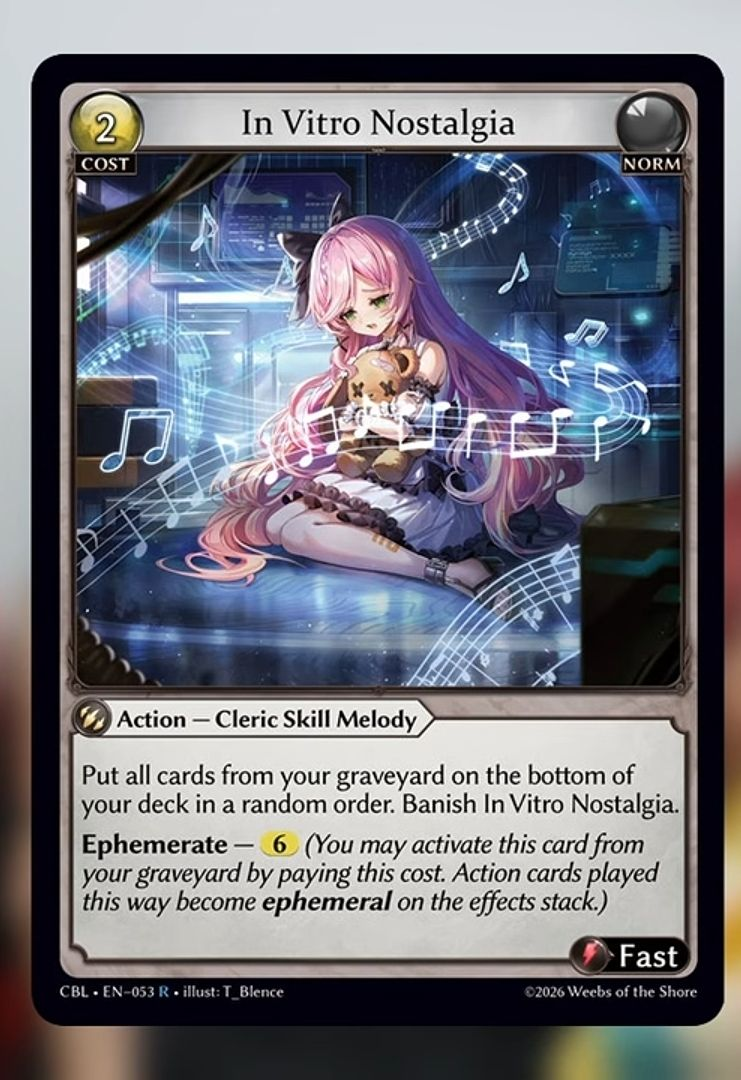 2
In Vitro Nostalgia
COST
NORM
Action — Cleric Skill Melody
Put all cards from your graveyard on the bottom of
your deck in a random order. Banish In Vitro Nostalgia.
Ephemerate — 6 (You may activate this card from
your graveyard by paying this cost. Action cards played
this way become ephemeral on the effects stack.)
Fast
CBL • EN–053 R • illust: T_Blence
©2026 Weebs of the Shore